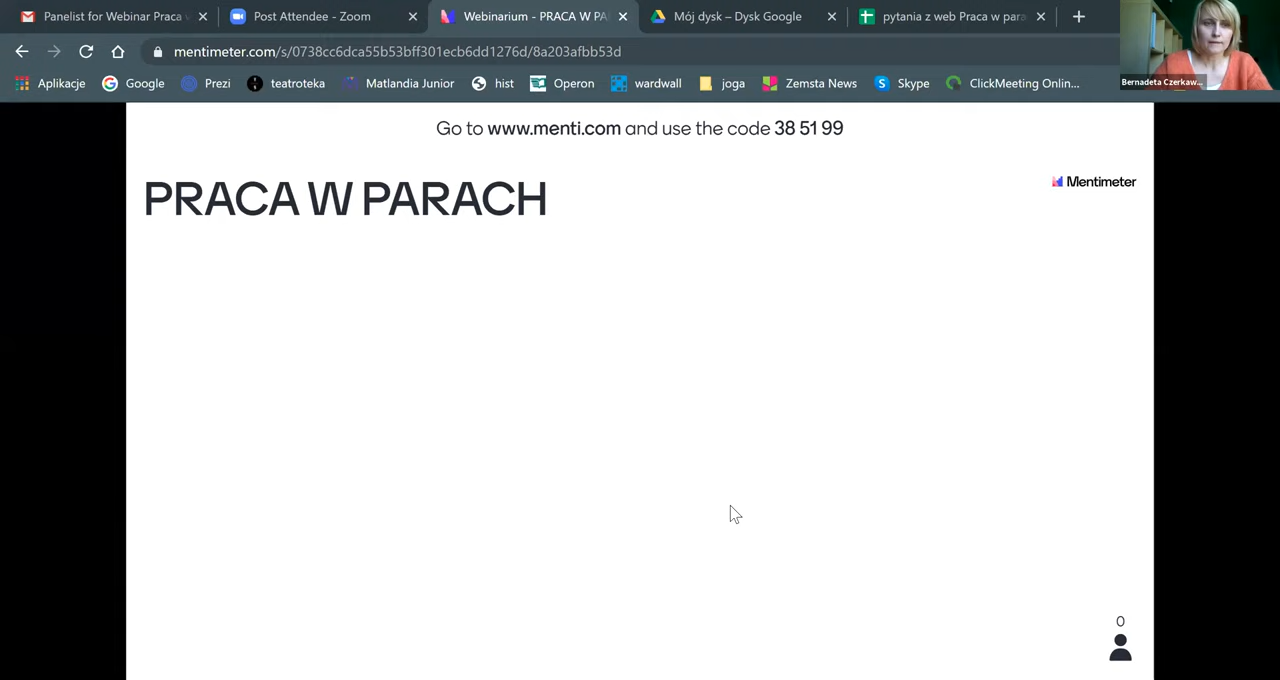 Panelist for Webinar Praca w
Post Attendee - Zoom
Webinarium - PRACA W PA
Mój dysk – Dysk Google
pytania z web Praca w para
mentimeter.com/s/0738cc6dca55b53bff301ecb6dd1276d/8a203afbb53d
Aplikacje
Google
Prezi
teatroteka
Matlandia Junior
hist
Operon
wardwall
joga
Zemsta News
Skype
ClickMeeting Onlin...
Bernadeta Czerkaw...
Go to www.menti.com and use the code 38 51 99
PRACA W PARACH
Mentimeter
0